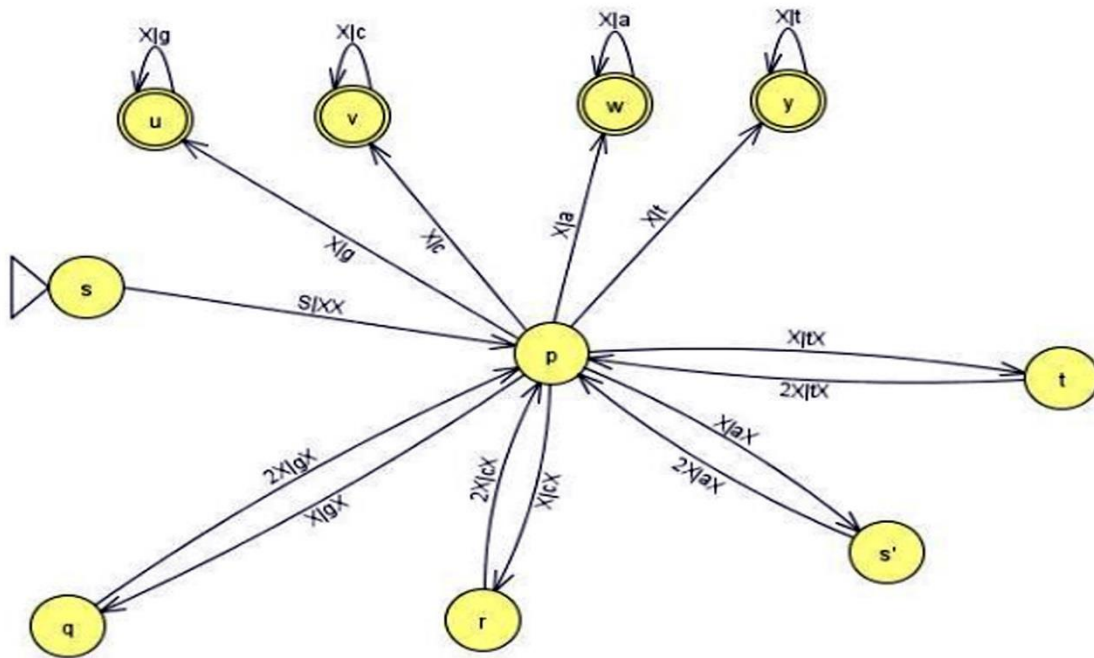 X|g
X|c
X|a
X|t
u
v
w
y
X|g
X|c
X|a
X|t
s
S|XX
p
X|tX
2X|tX
t
X|aX
2X|aX
2X|gX
X|gX
2X|cX
X|cX
s'
q
r